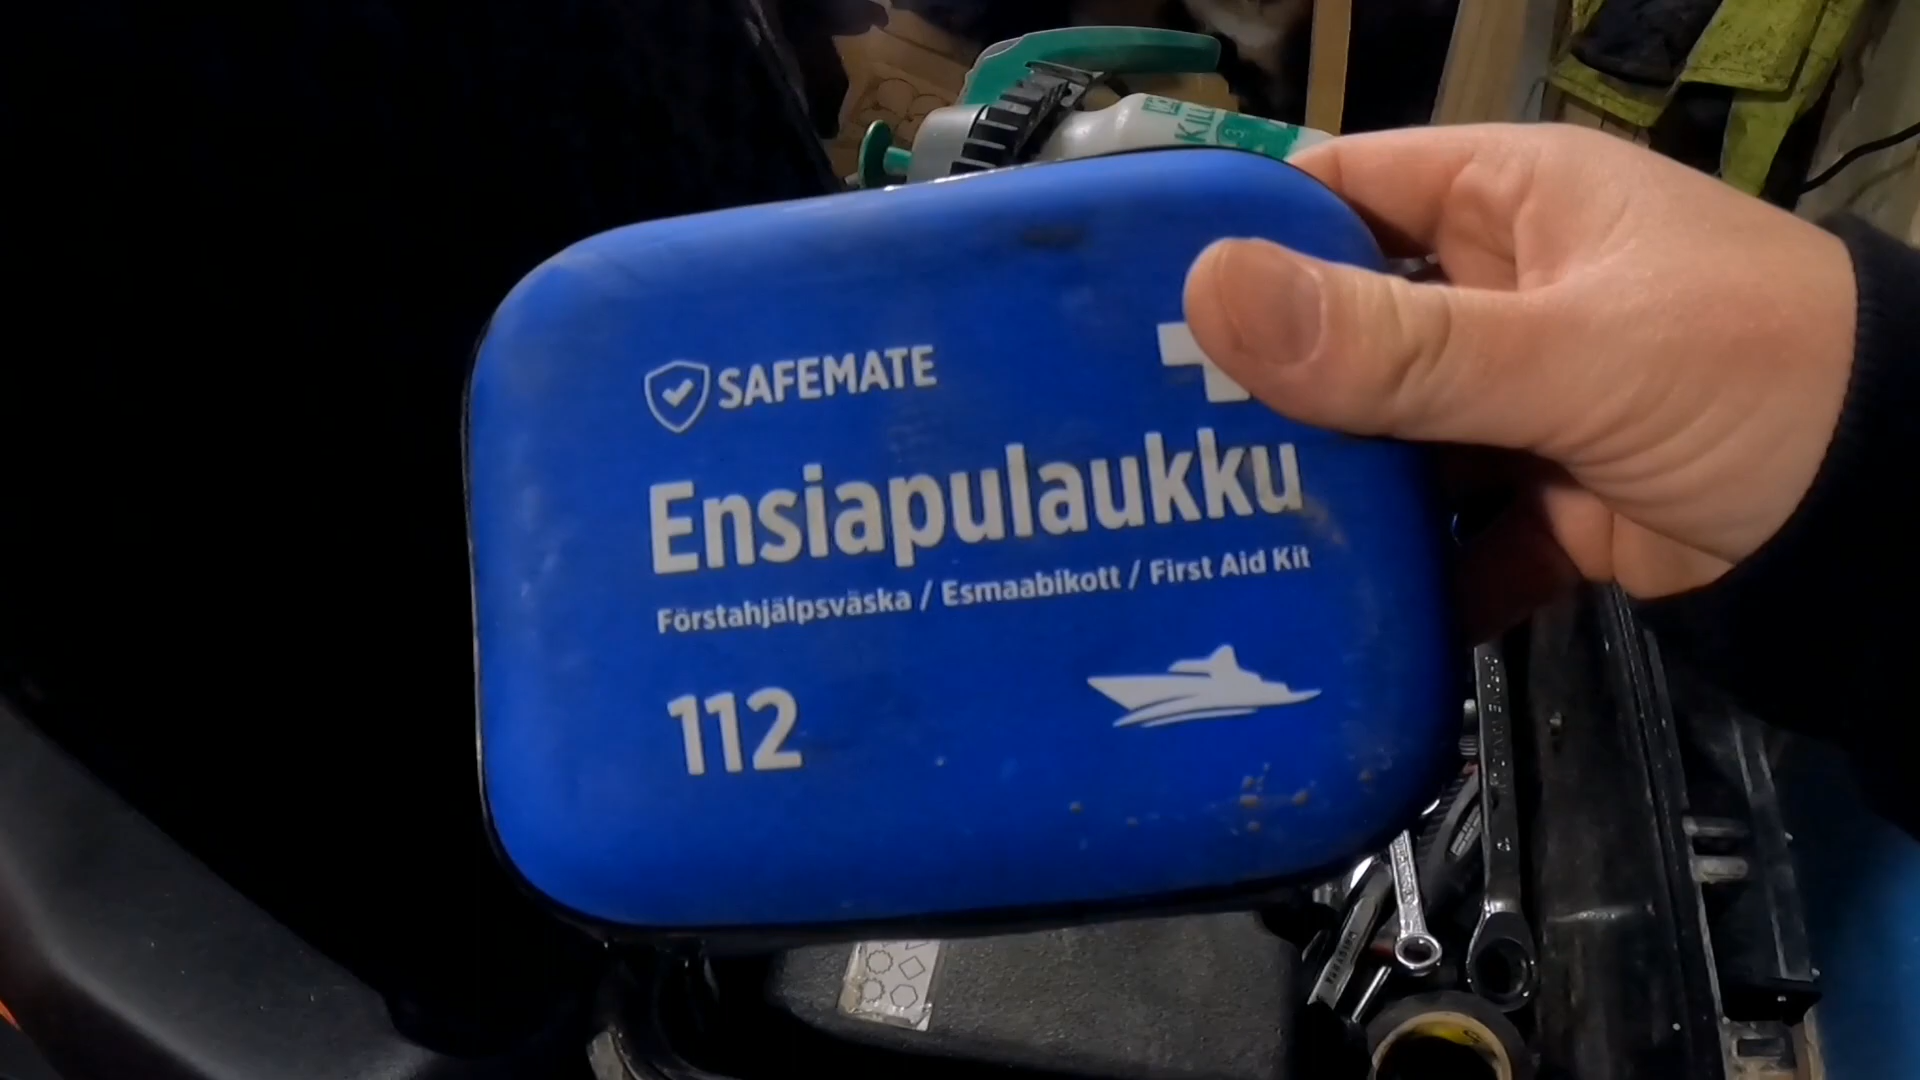 SAFEMATE
Ensiapulaukku
Förstahjälpsväska / Esmaabikott / First Aid Kit
112